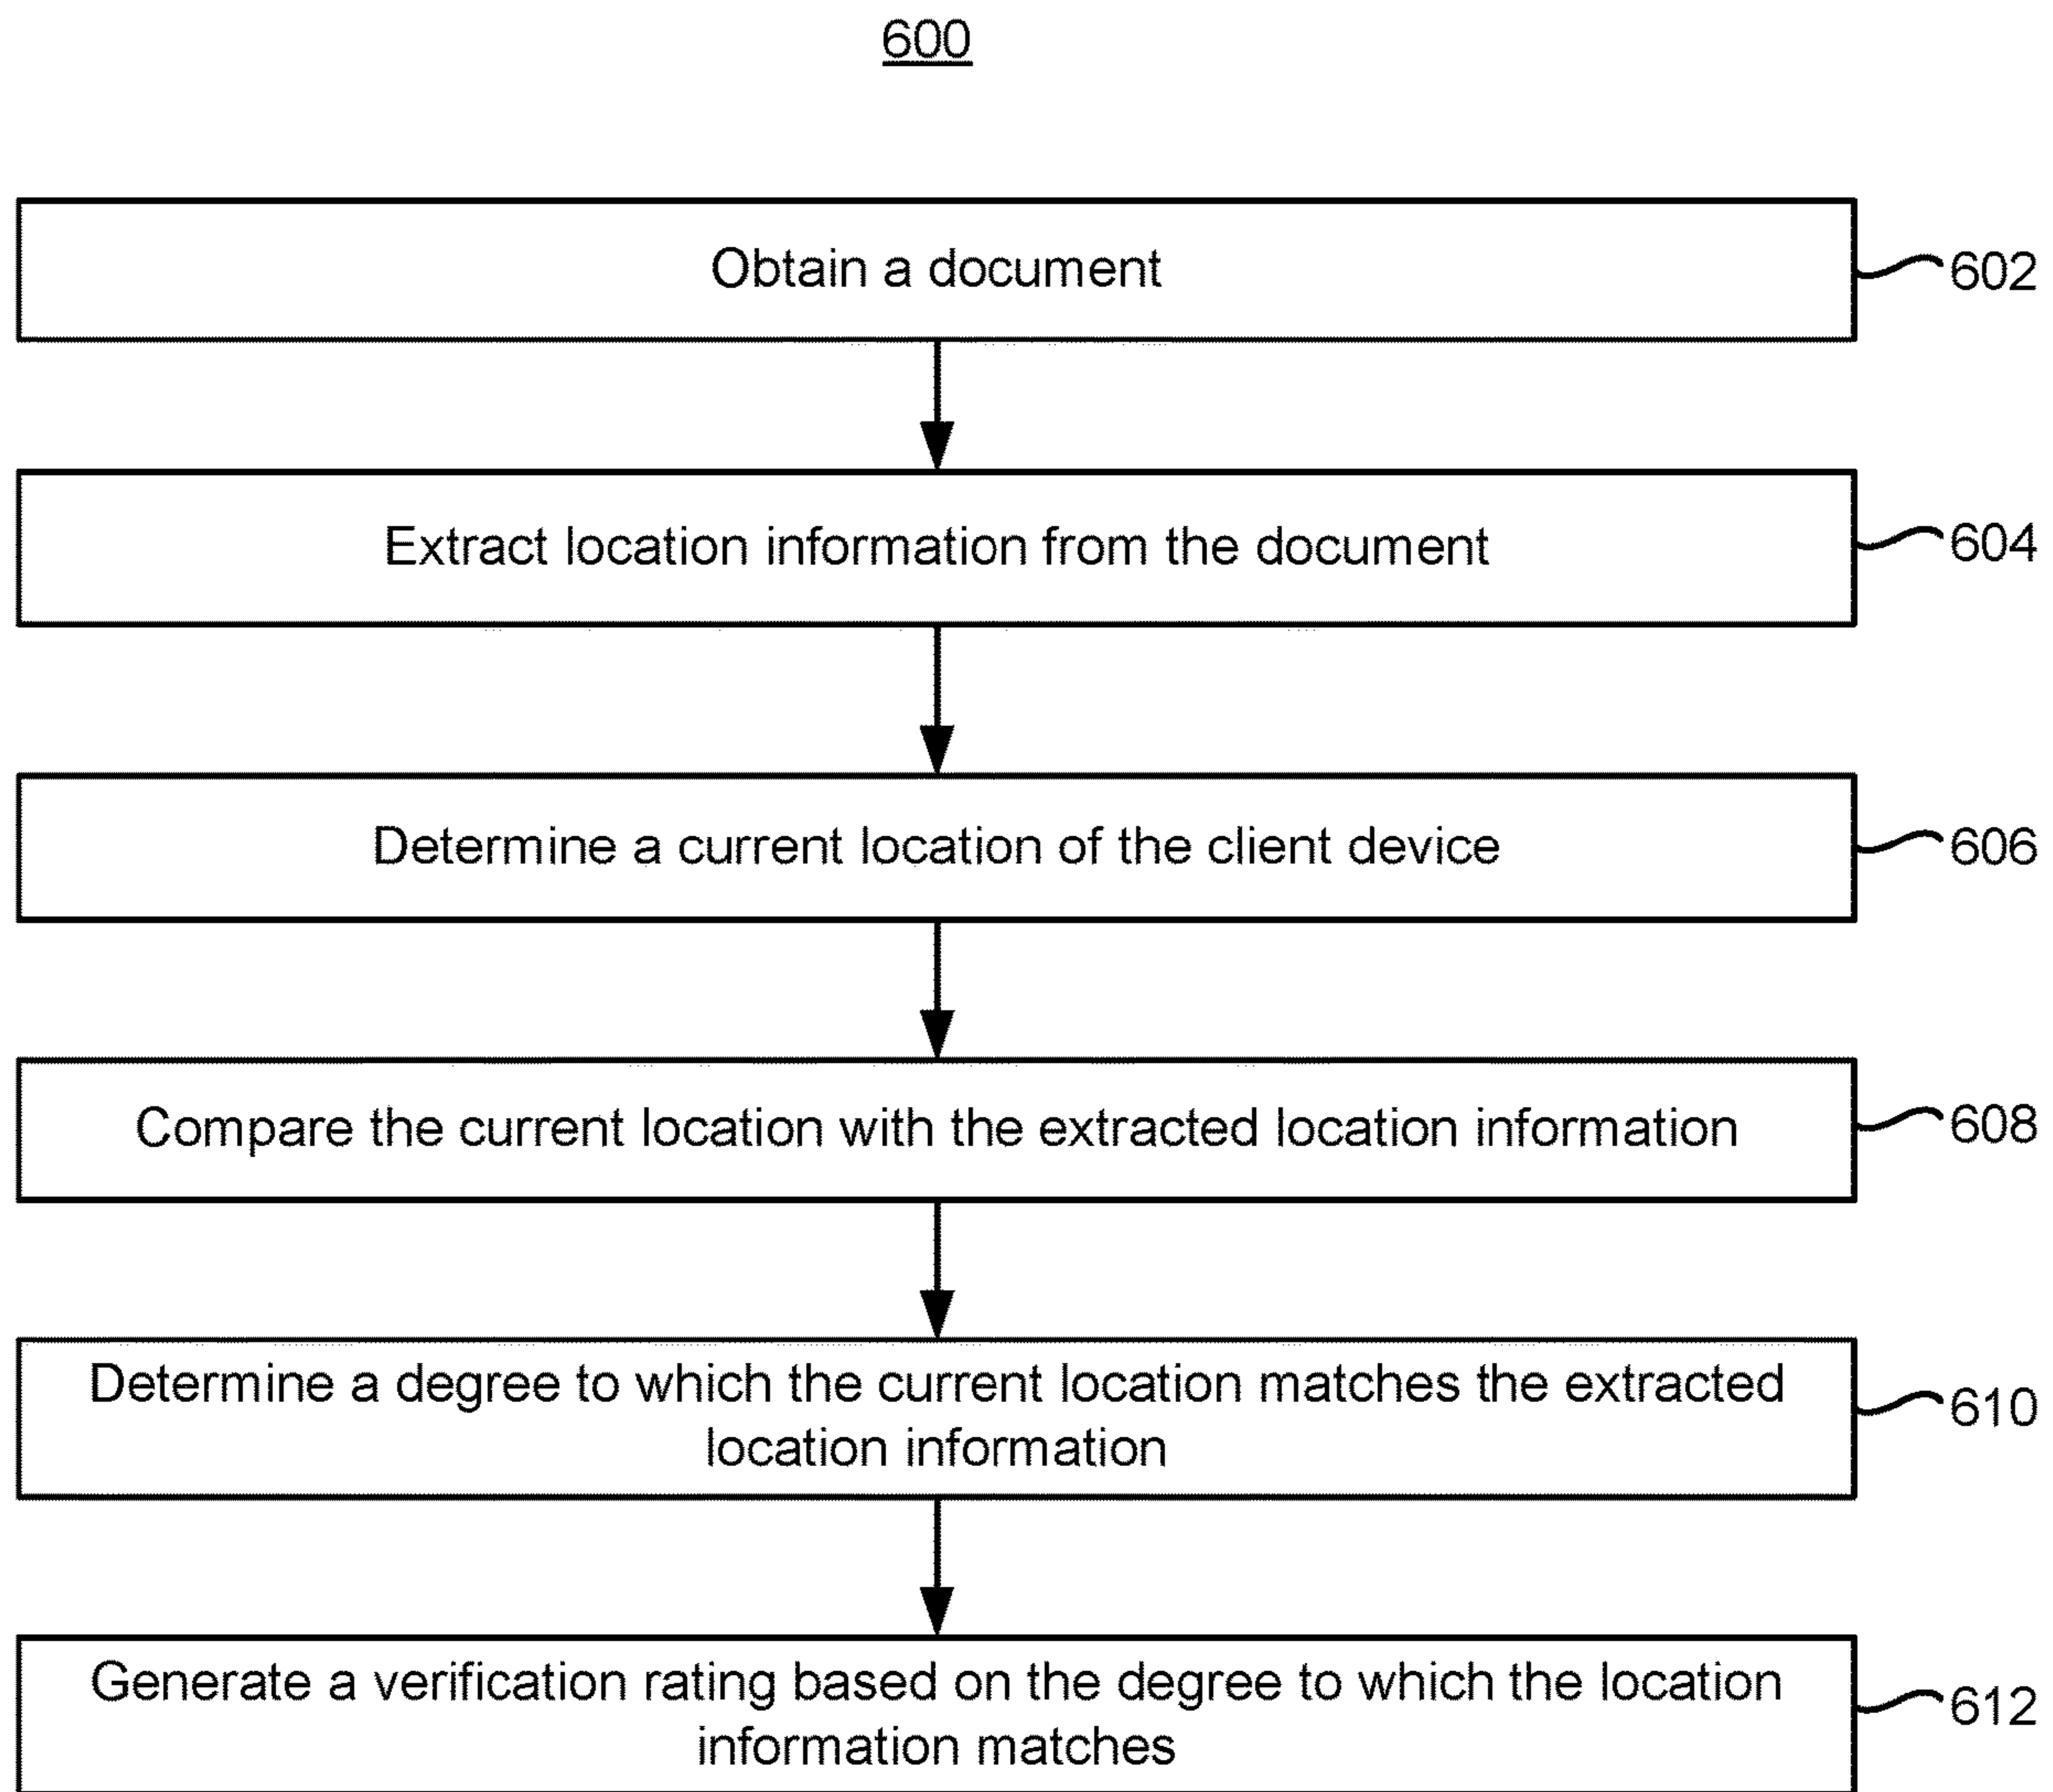 600
Obtain a document
602
Extract location information from the document
604
Determine a current location of the client device
606
Compare the current location with the extracted location information
608
Determine a degree to which the current location matches the extracted
location information
610
Generate a verification rating based on the degree to which the location
information matches
612